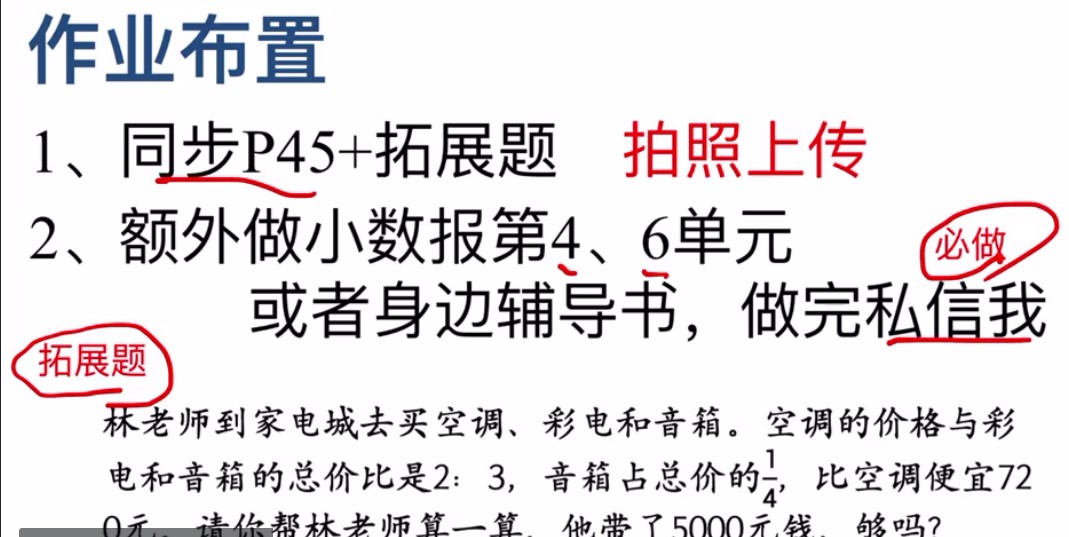 作业布置
1、同步P45+拓展题 拍照上传
2、额外做小数报第4、6单元
必做
或者身边辅导书，做完私信我
拓展题
林老师到家电城去买空调、彩电和音箱。空调的价格与彩
电和音箱的总价比是2：3，音箱占总价的1/4，比空调便宜72
0元。请你帮林老师算一算，他带了5000元钱，够吗？